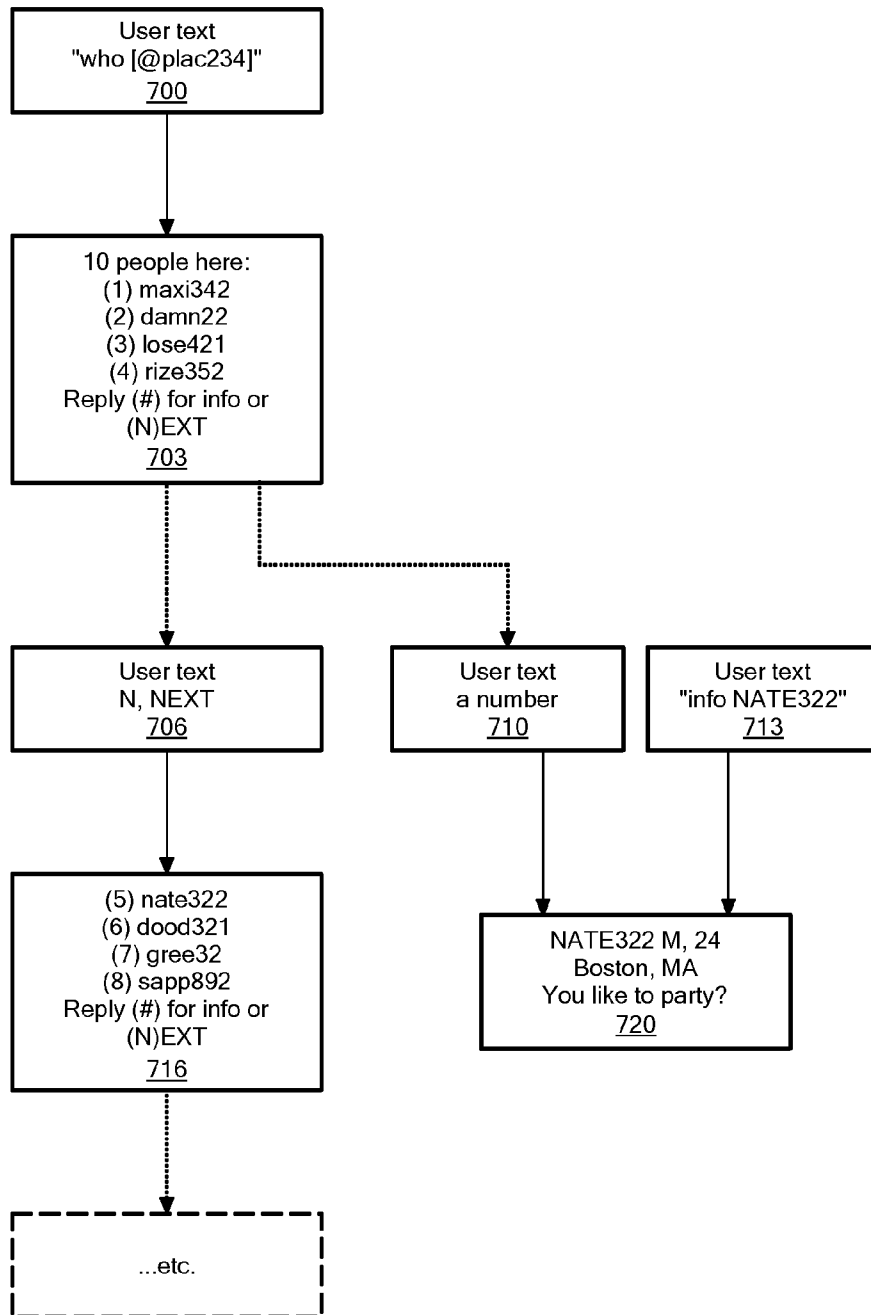 User text
"who [@plac234]"
700
10 people here:
(1) maxi342
(2) damn22
(3) lose421
(4) rize352
Reply (#) for info or
(N)EXT
703
User text
N, NEXT
706
User text
a number
710
User text
"info NATE322"
713
(5) nate322
(6) dood321
(7) gree32
(8) sapp892
Reply (#) for info or
(N)EXT
716
NATE322 M, 24
Boston, MA
You like to party?
720
...etc.